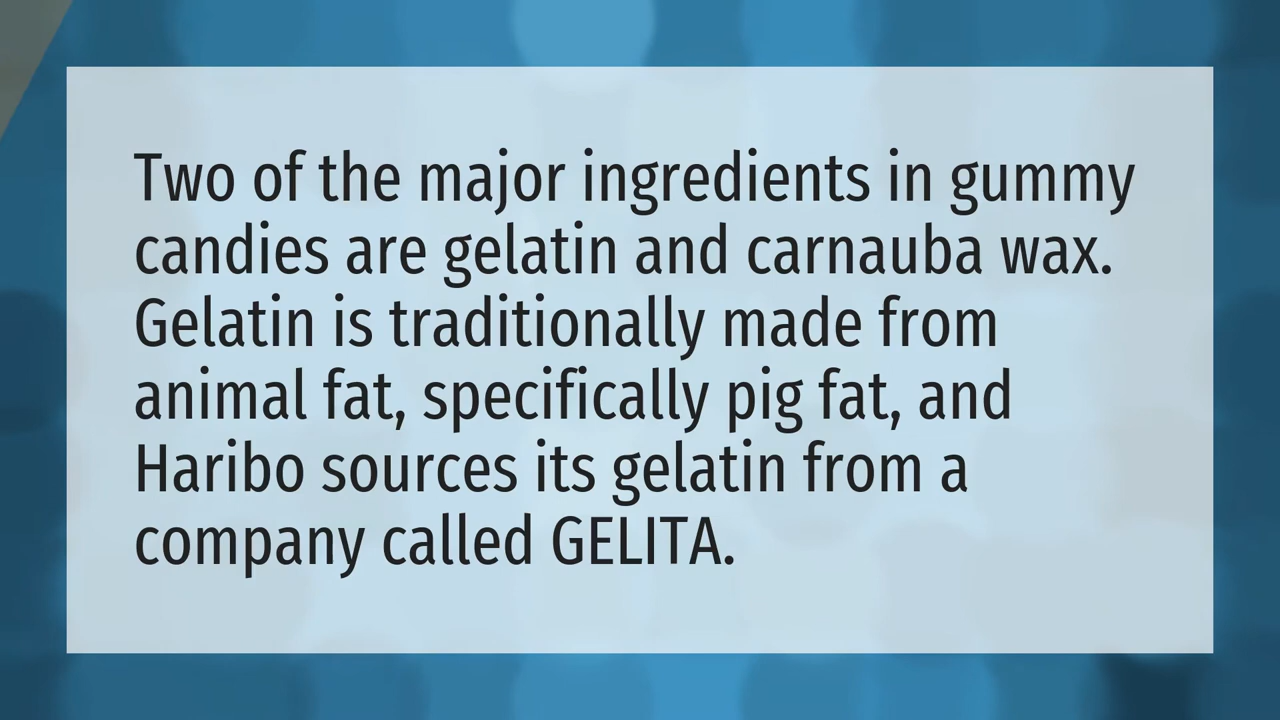 Two of the major ingredients in gummy
candies are gelatin and carnauba wax.
Gelatin is traditionally made from
animal fat, specifically pig fat, and
Haribo sources its gelatin from a
company called GELITA.